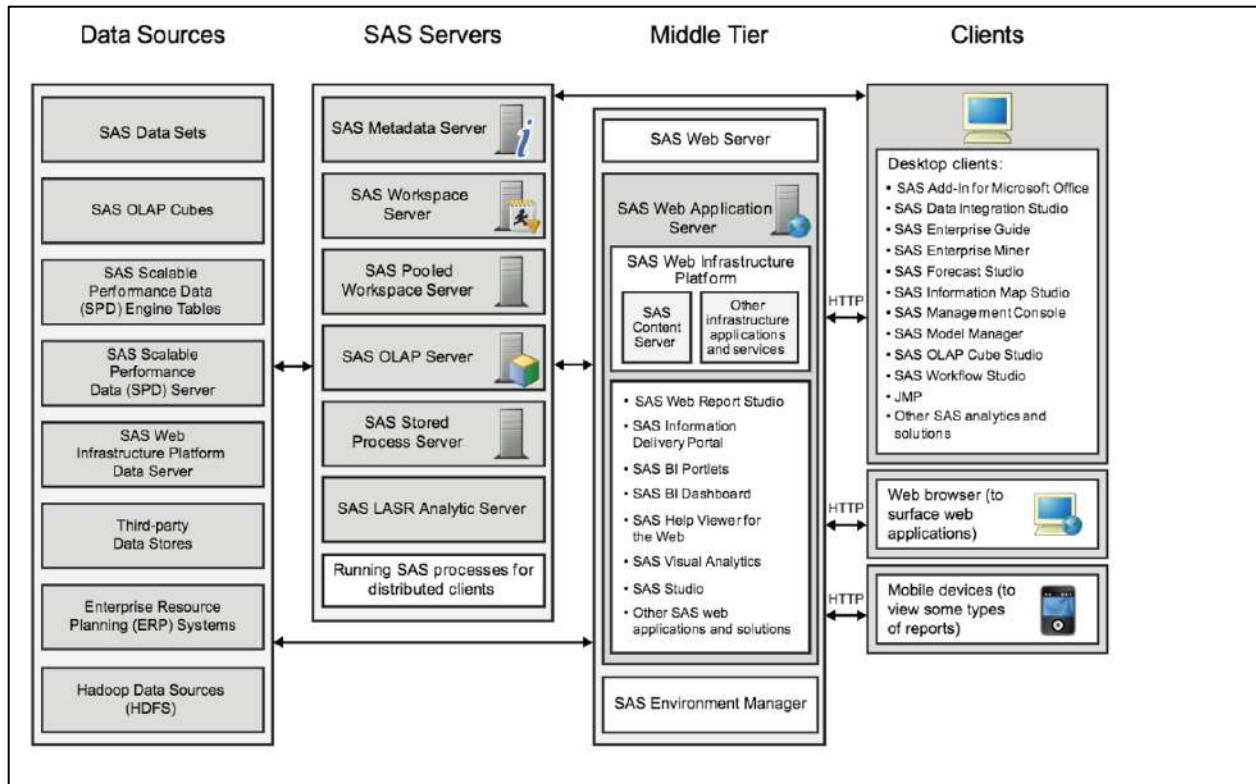 Data Sources
SAS Servers
Middle Tier
Clients
SAS Data Sets
SAS OLAP Cubes
SAS Scalable
Performance Data
(SPD) Engine Tables
SAS Scalable
Performance
Data (SPD) Server
SAS Web
Infrastructure Platform
Data Server
Third-party
Data Stores
Enterprise Resource
Planning (ERP) Systems
Hadoop Data Sources
(HDFS)
SAS Metadata Server
i
SAS Workspace
Server
SAS Pooled
Workspace Server
SAS OLAP Server
SAS Stored
Process Server
SAS LASR Analytic Server
Running SAS processes for
distributed clients
SAS Web Server
SAS Web Application
Server
SAS Web Infrastructure
Platform
SAS
Content
Server
Other
infrastructure
applications
and services
• SAS Web Report Studio
• SAS Information
Delivery Portal
• SAS BI Portlets
• SAS BI Dashboard
• SAS Help Viewer for
the Web
• SAS Visual Analytics
• SAS Studio
• Other SAS web
applications and solutions
SAS Environment Manager
HTTP
HTTP
HTTP
Desktop clients:
• SAS Add-In for Microsoft Office
• SAS Data Integration Studio
• SAS Enterprise Guide
• SAS Enterprise Miner
• SAS Forecast Studio
• SAS Information Map Studio
• SAS Management Console
• SAS Model Manager
• SAS OLAP Cube Studio
• SAS Workflow Studio
• JMP
• Other SAS analytics and
solutions
Web browser (to
surface web
applications)
Mobile devices (to
view some types
of reports)